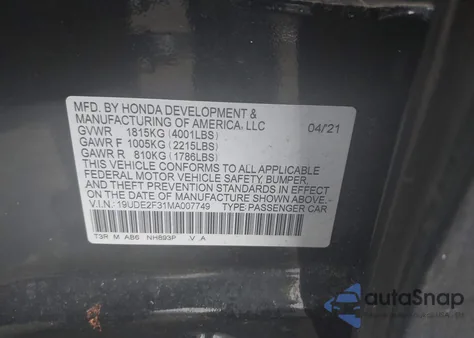 MFD. BY HONDA DEVELOPMENT &
MANUFACTURING OF AMERICA, LLC 04/21
GVWR 1815KG (4001LBS)
GAWR F 1005KG (2215LBS)
GAWR R 810KG (1786LBS)
THIS VEHICLE CONFORMS TO ALL APPLICABLE
FEDERAL MOTOR VEHICLE SAFETY, BUMPER,
AND THEFT PREVENTION STANDARDS IN EFFECT
ON THE DATE OF MANUFACTURE SHOWN ABOVE.
V.I.N.: 19UDE2F31MA007749 TYPE: PASSENGER CAR
T3R M AB6 NH893P V A
autoSnap